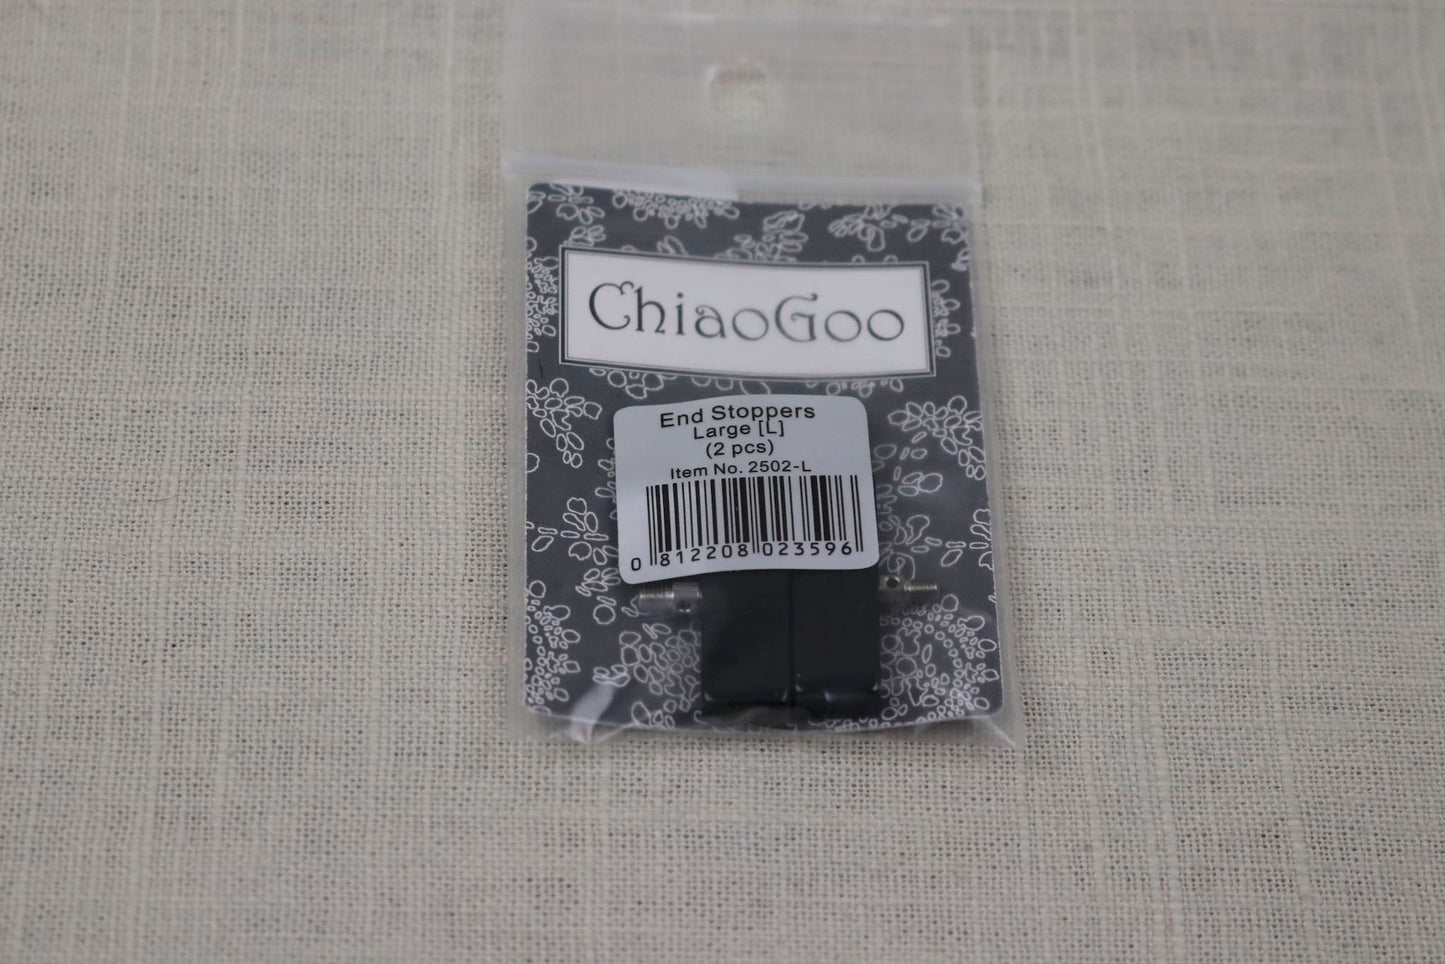 ChiaoGoo
End Stoppers
Large [L]
(2 pcs)
Item No. 2502-L
0 812208 023596